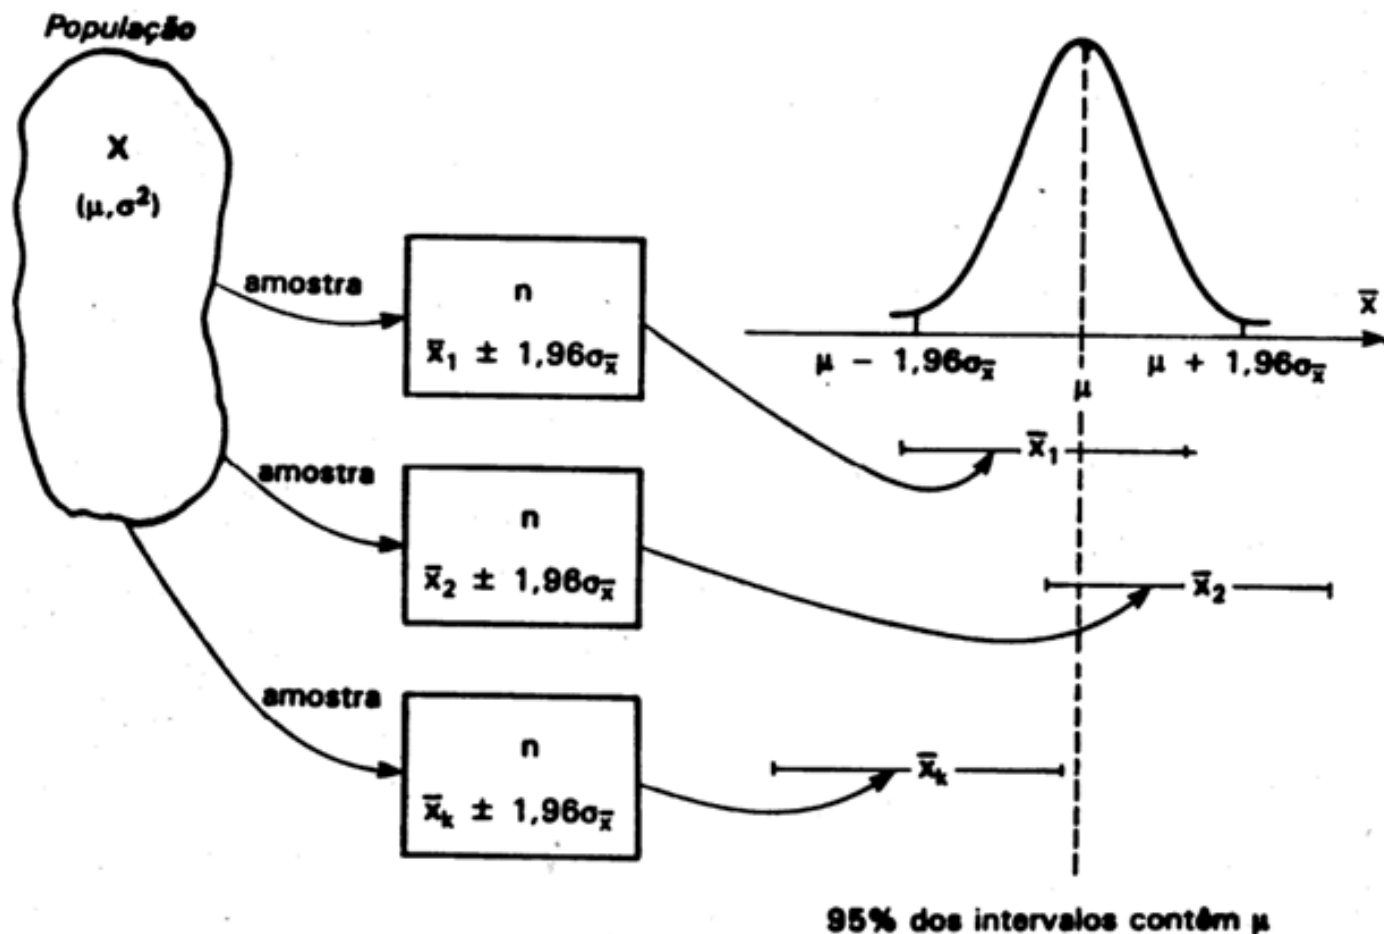 População
X
(μ,σ²)
amostra
n
x̄₁ ± 1,96σx̄
amostra
n
x̄₂ ± 1,96σx̄
amostra
n
x̄ₖ ± 1,96σx̄
x̄
μ − 1,96σx̄
μ
μ + 1,96σx̄
x̄₁
x̄₂
x̄ₖ
95% dos intervalos contêm μ